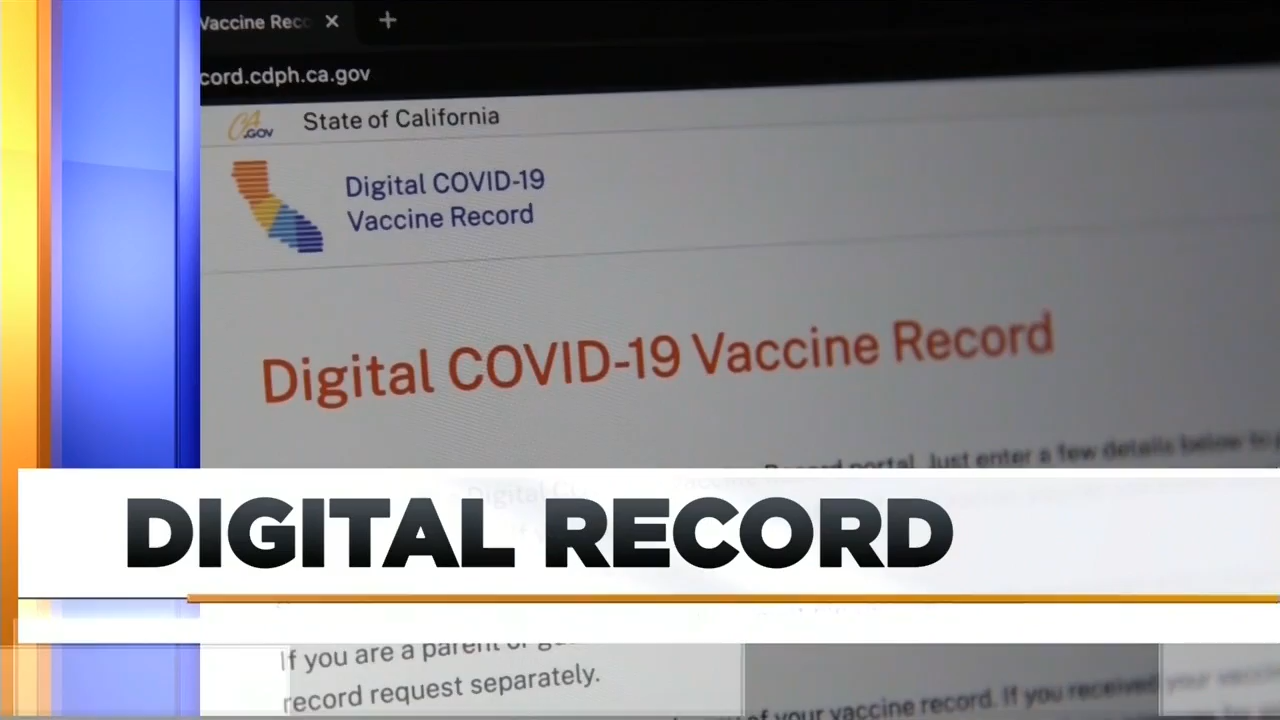 Vaccine Rec
cord.cdph.ca.gov
CA
.GOV
State of California
Digital COVID-19
Vaccine Record
Digital COVID-19 Vaccine Record
Record portal. Just enter a few details below to
DIGITAL RECORD
If you are a parent or
record request separately.
of your vaccine record. If you received your